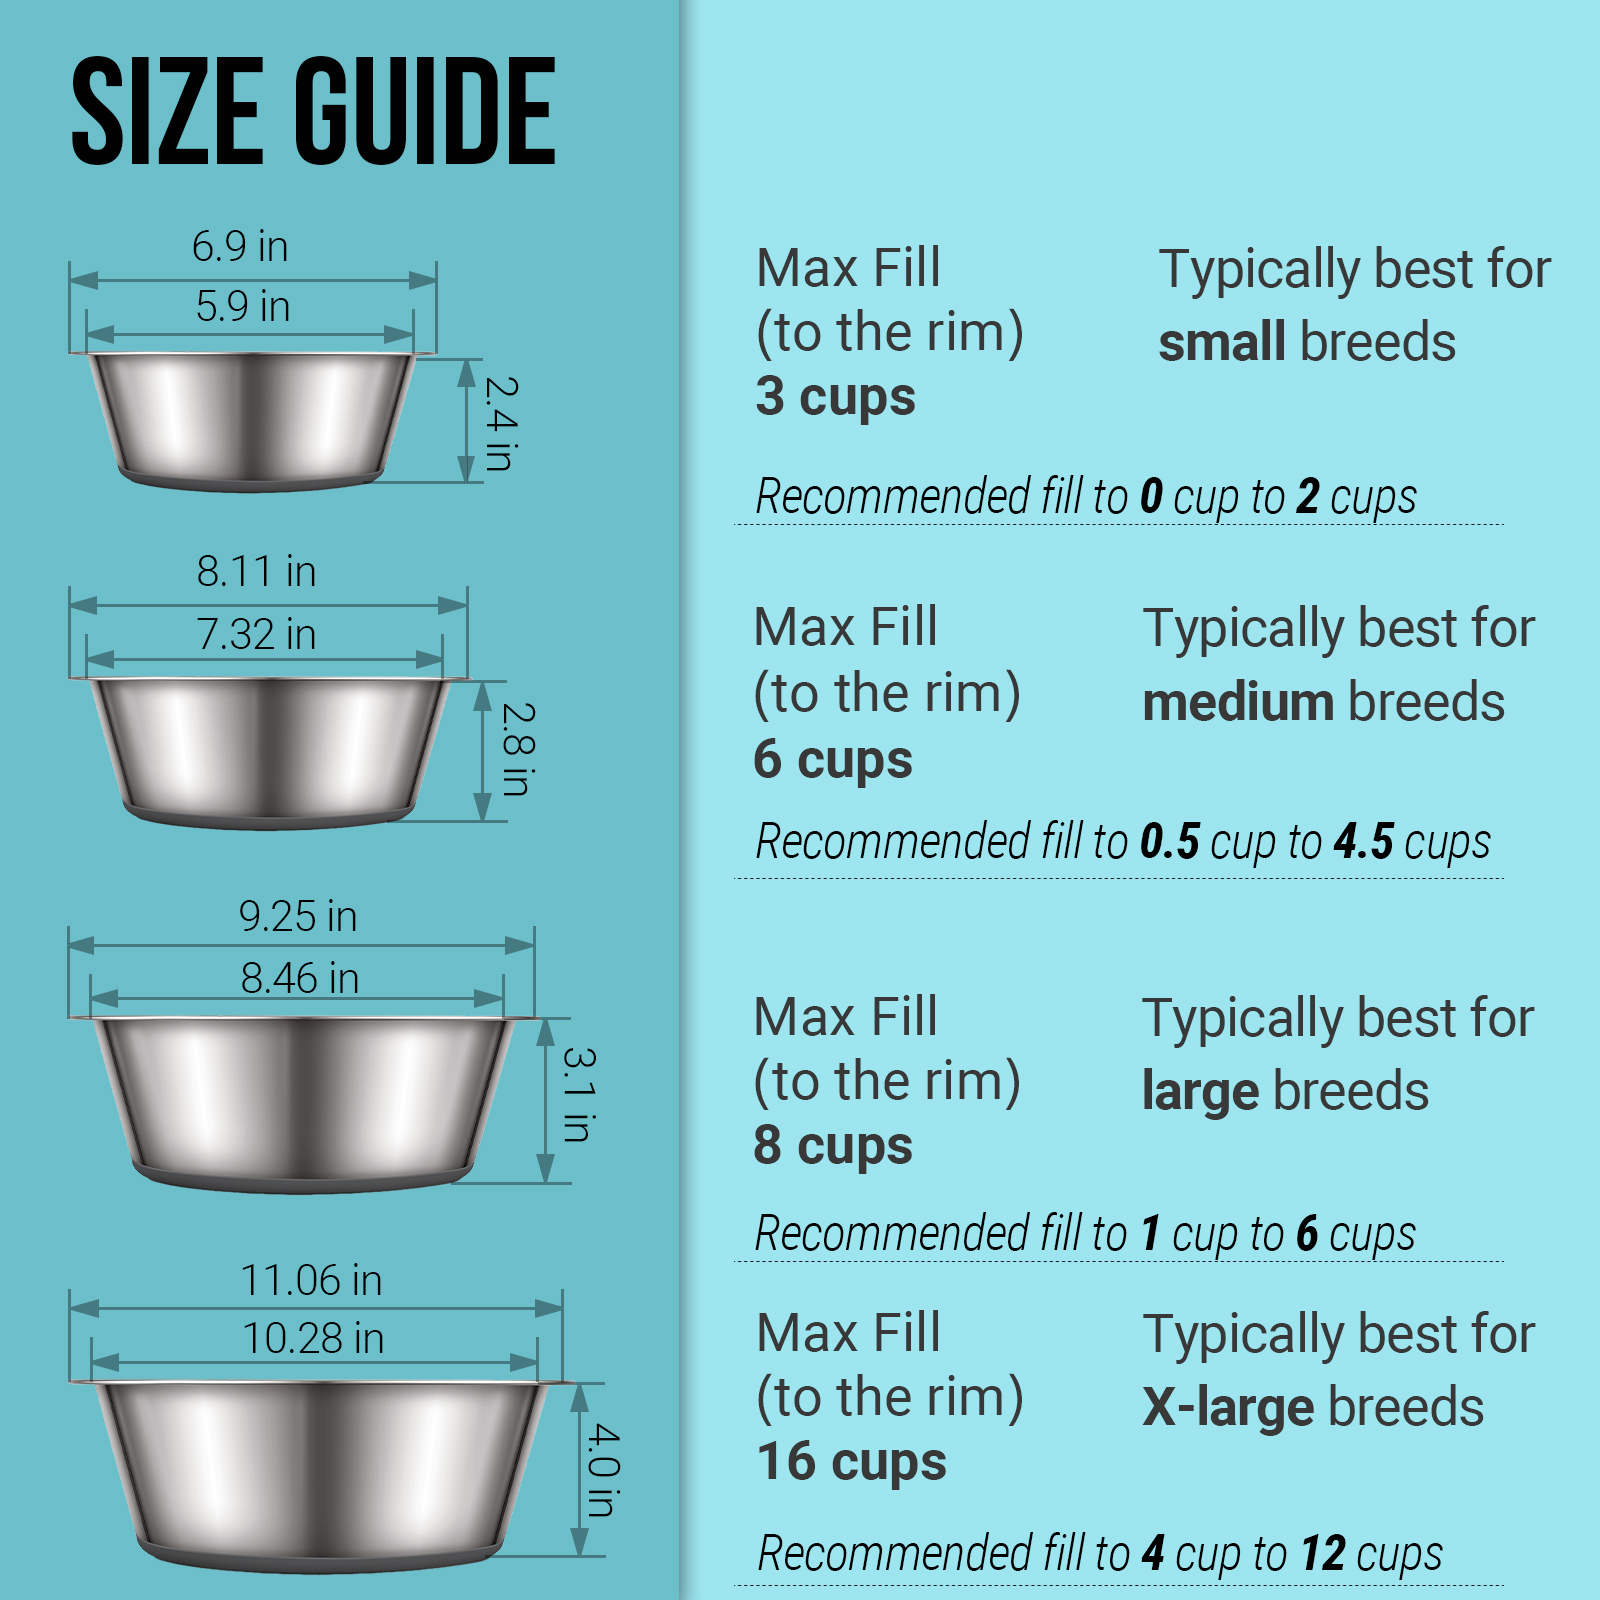 SIZE GUIDE
6.9 in
5.9 in
2.4 in
Max Fill
(to the rim)
3 cups
Typically best for
small breeds
Recommended fill to 0 cup to 2 cups
8.11 in
7.32 in
2.8 in
Max Fill
(to the rim)
6 cups
Typically best for
medium breeds
Recommended fill to 0.5 cup to 4.5 cups
9.25 in
8.46 in
3.1 in
Max Fill
(to the rim)
8 cups
Typically best for
large breeds
Recommended fill to 1 cup to 6 cups
11.06 in
10.28 in
4.0 in
Max Fill
(to the rim)
16 cups
Typically best for
X-large breeds
Recommended fill to 4 cup to 12 cups